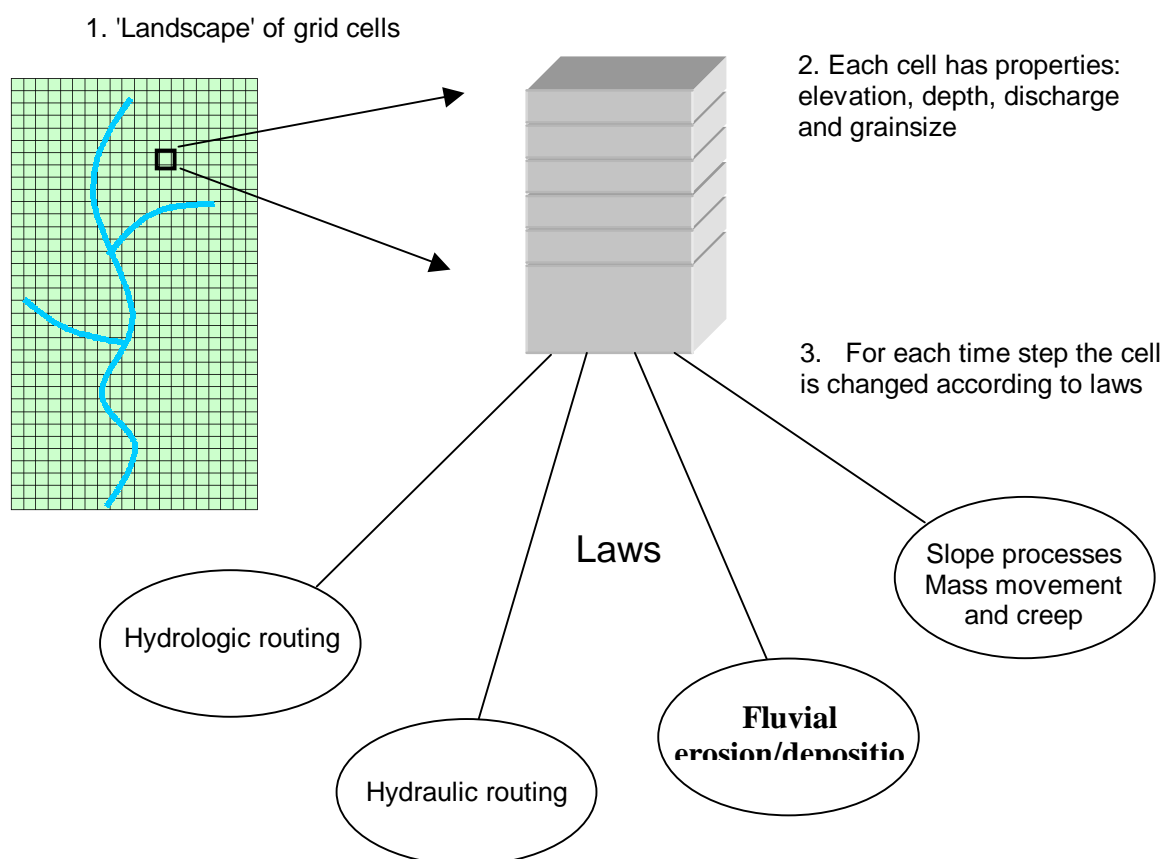 1. 'Landscape' of grid cells
2. Each cell has properties:
elevation, depth, discharge
and grainsize
3. For each time step the cell
is changed according to laws
Laws
Slope processes
Mass movement
and creep
Hydrologic routing
Fluvial
erosion/depositio
Hydraulic routing